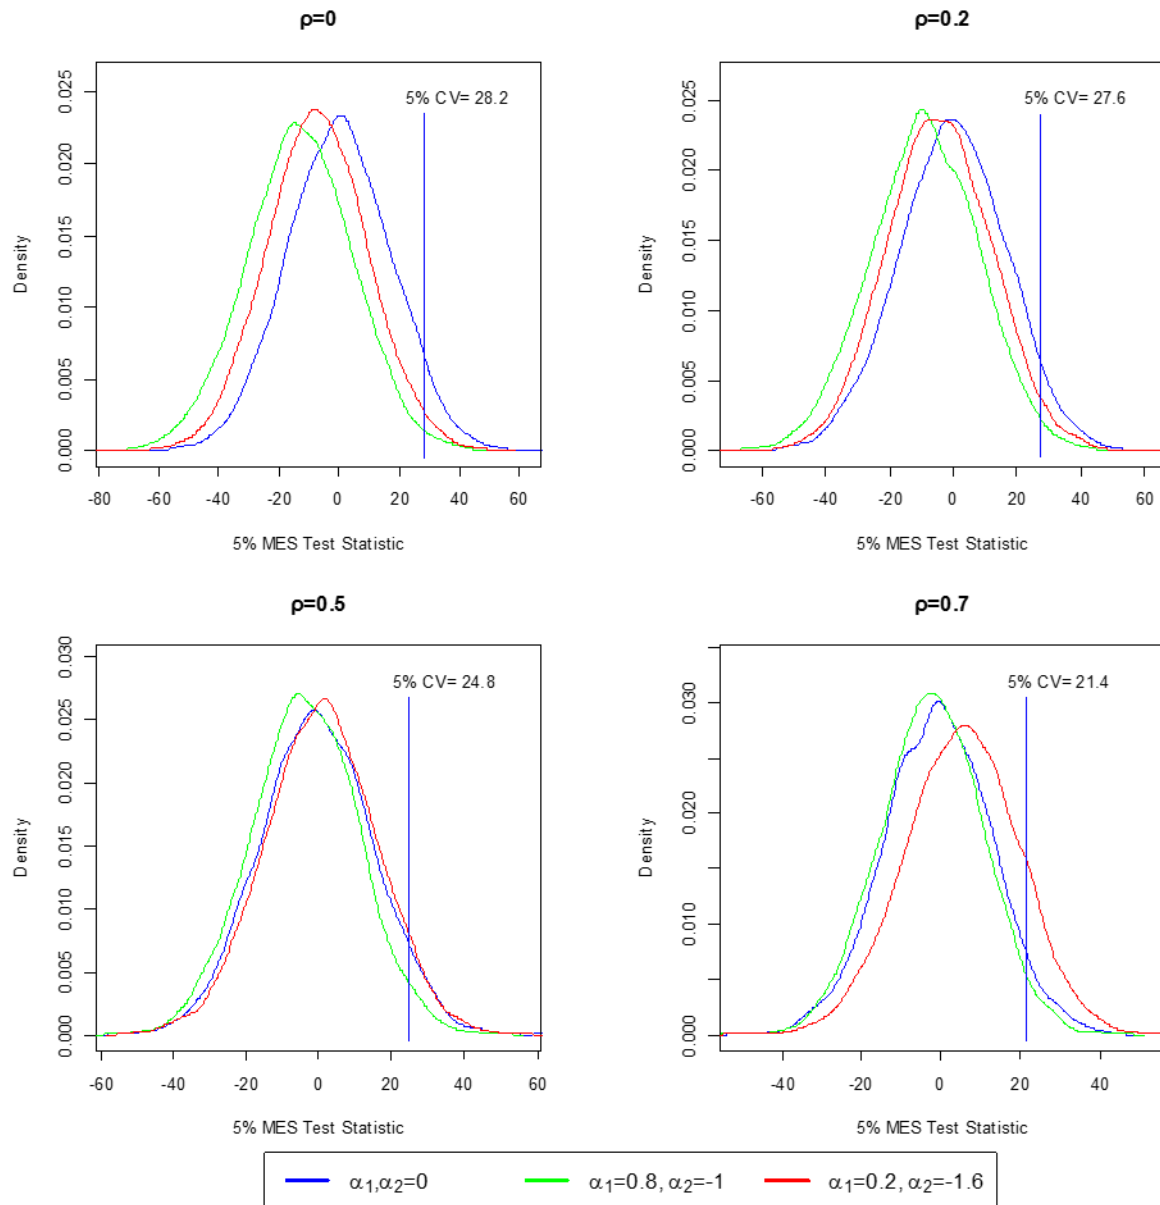 ρ=0
5% CV= 28.2
0.000 0.005 0.010 0.015 0.020 0.025
Density
-80 -60 -40 -20 0 20 40 60
5% MES Test Statistic
ρ=0.2
5% CV= 27.6
0.000 0.005 0.010 0.015 0.020 0.025
Density
-60 -40 -20 0 20 40 60
5% MES Test Statistic
ρ=0.5
5% CV= 24.8
0.000 0.005 0.010 0.015 0.020 0.025 0.030
Density
-60 -40 -20 0 20 40 60
5% MES Test Statistic
ρ=0.7
5% CV= 21.4
0.000 0.010 0.020 0.030
Density
-40 -20 0 20 40
5% MES Test Statistic
α₁,α₂=0
α₁=0.8, α₂=-1
α₁=0.2, α₂=-1.6